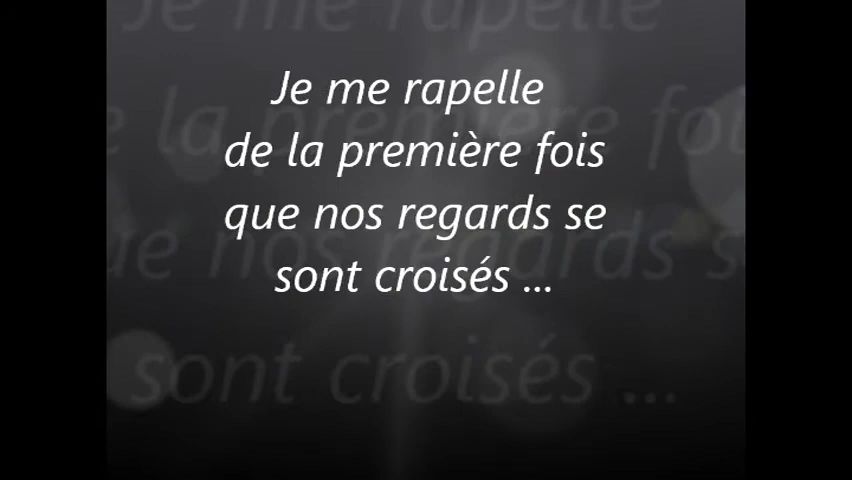 Je me rapelle
de la première fois
que nos regards se
sont croisés ...